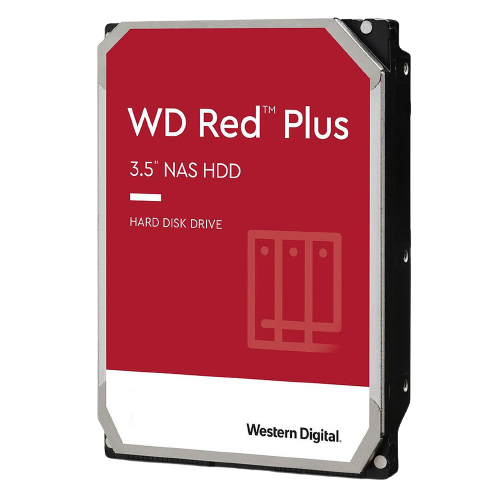 WD Red™ Plus
3.5" NAS HDD
HARD DISK DRIVE
Western Digital.